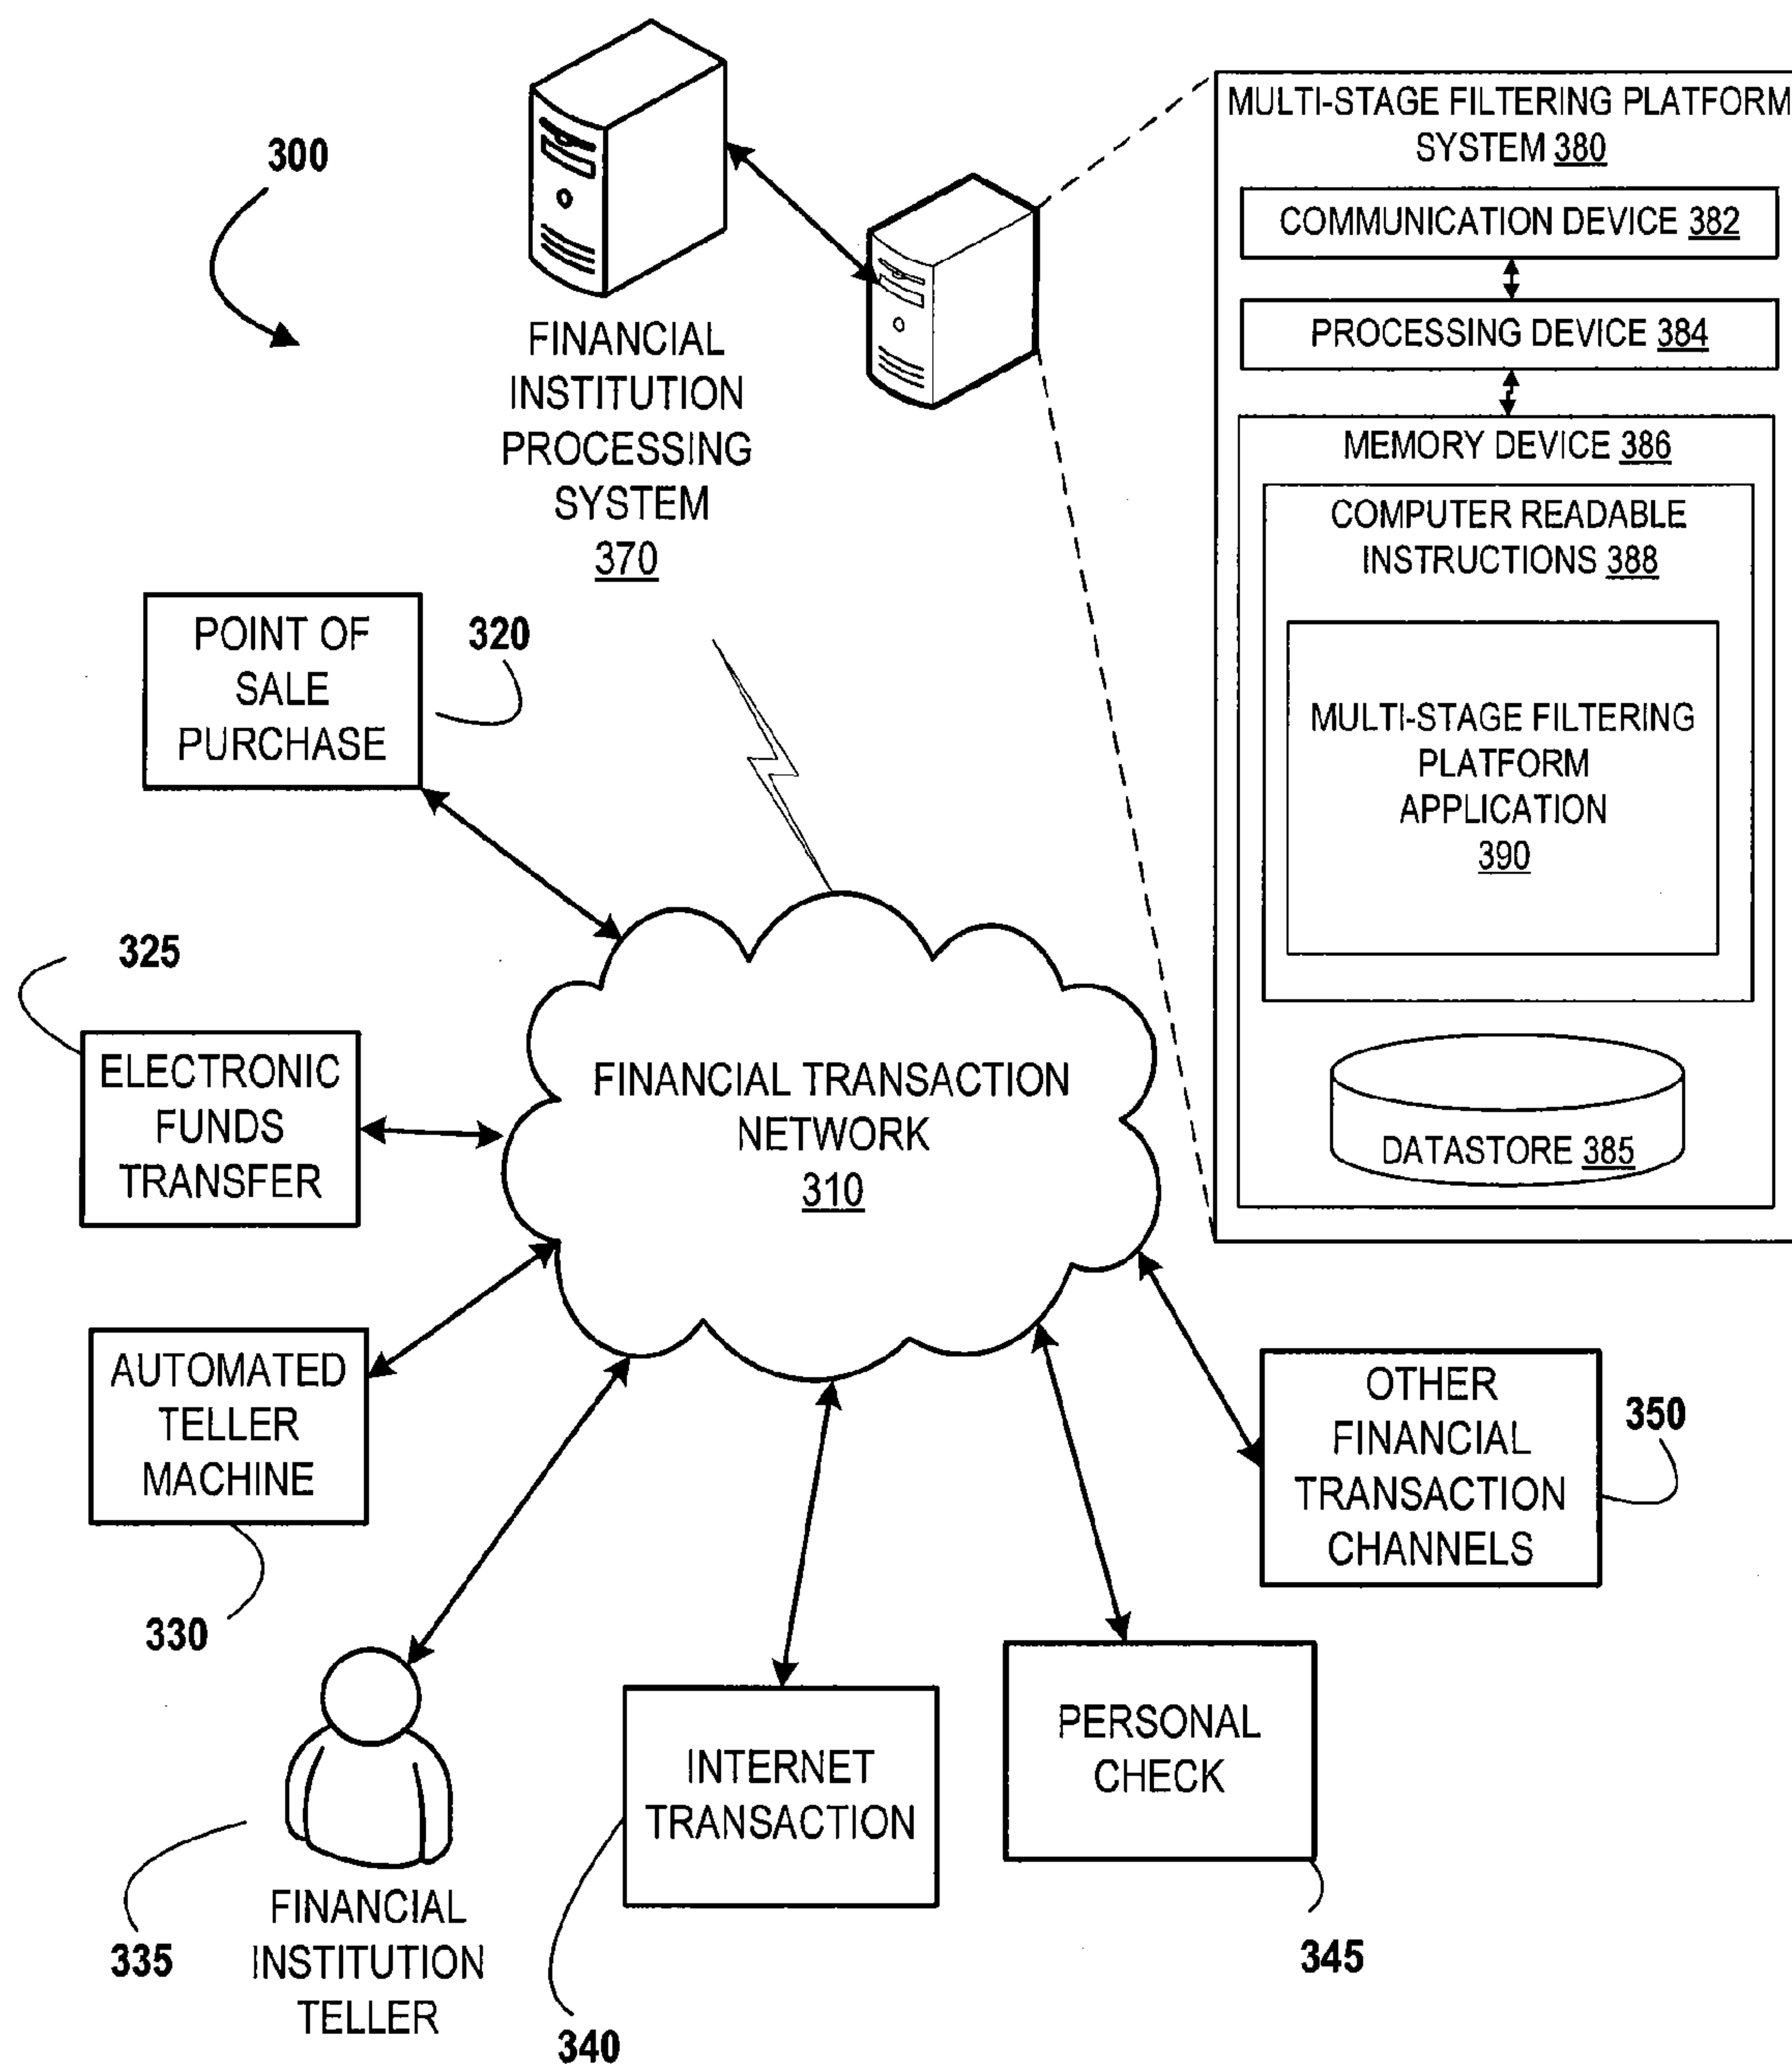 300
FINANCIAL
INSTITUTION
PROCESSING
SYSTEM
370
MULTI-STAGE FILTERING PLATFORM
SYSTEM 380
COMMUNICATION DEVICE 382
PROCESSING DEVICE 384
MEMORY DEVICE 386
COMPUTER READABLE
INSTRUCTIONS 388
MULTI-STAGE FILTERING
PLATFORM
APPLICATION
390
DATASTORE 385
POINT OF
SALE
PURCHASE
320
325
ELECTRONIC
FUNDS
TRANSFER
FINANCIAL TRANSACTION
NETWORK
310
AUTOMATED
TELLER
MACHINE
330
335
FINANCIAL
INSTITUTION
TELLER
INTERNET
TRANSACTION
340
PERSONAL
CHECK
345
OTHER
FINANCIAL
TRANSACTION
CHANNELS
350